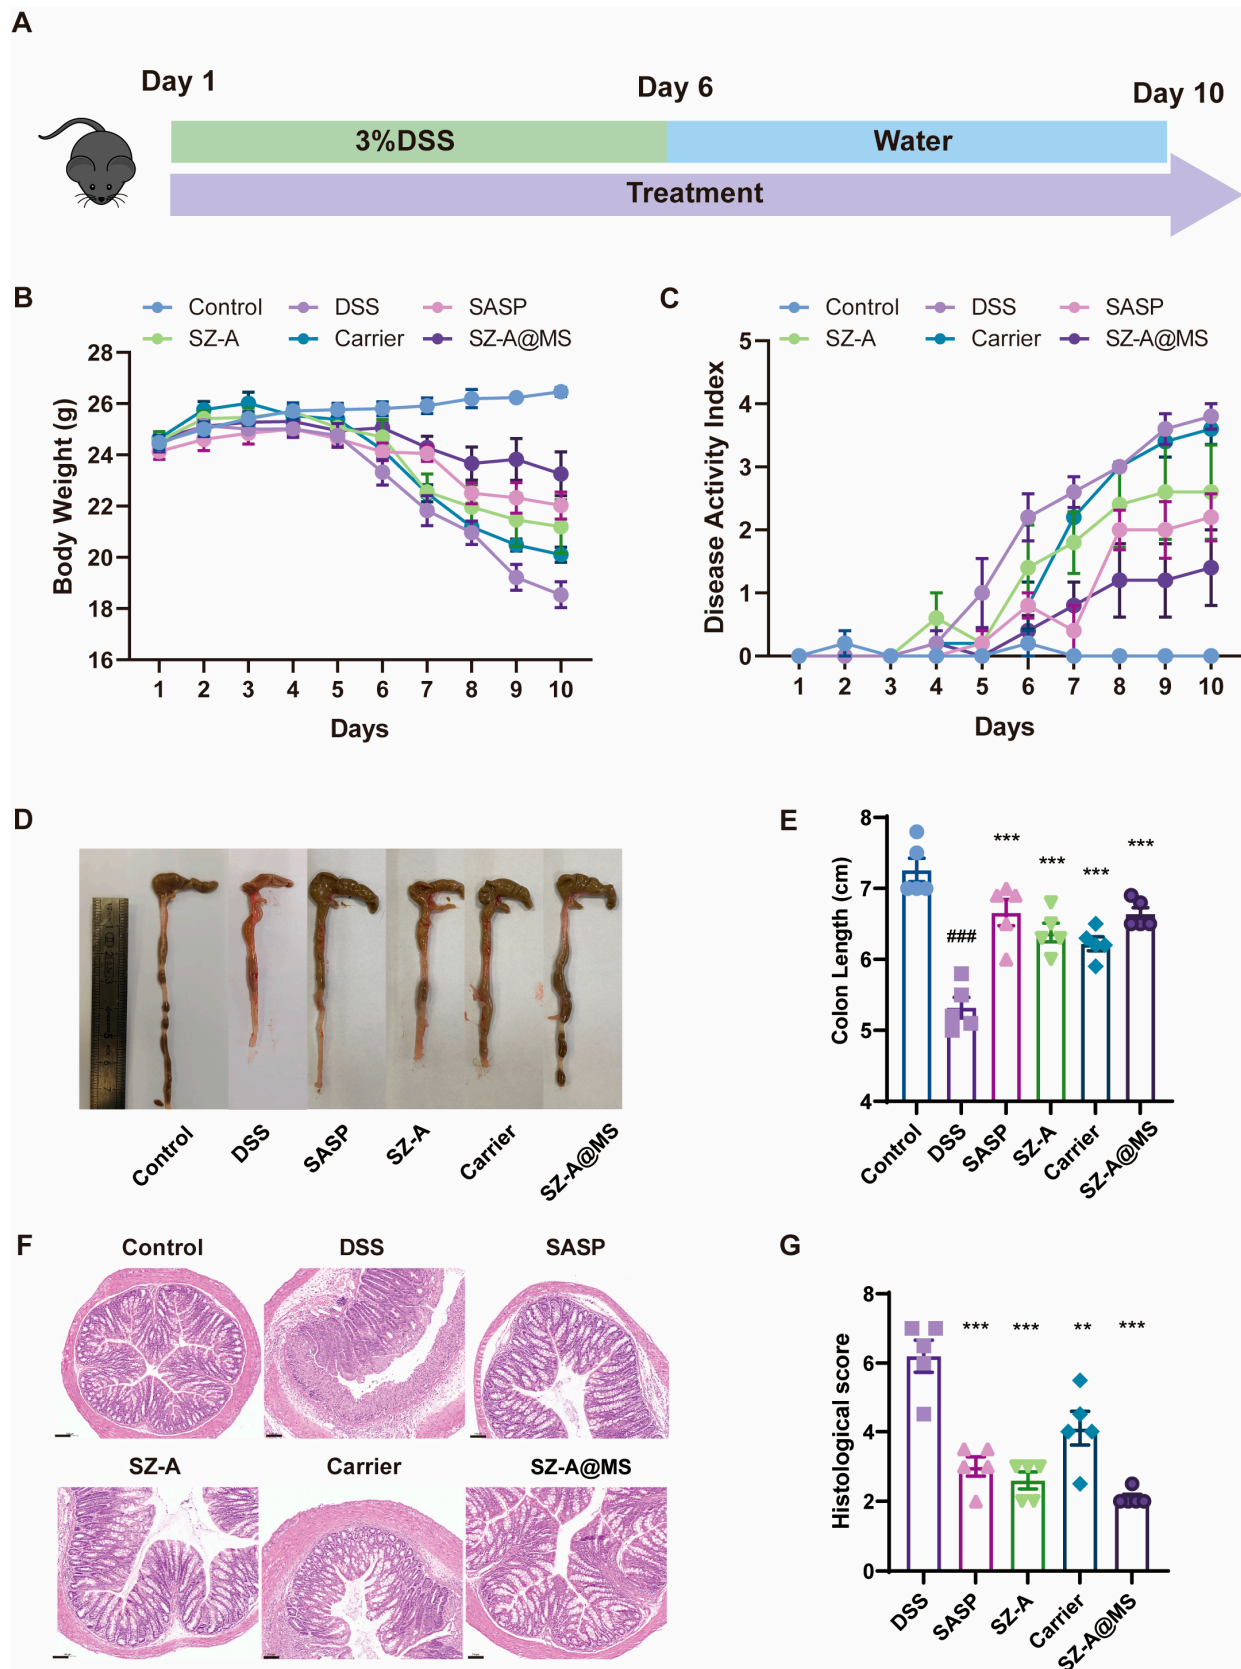 A
Day 1
Day 6
Day 10
3%DSS
Water
Treatment
B
Control
DSS
SASP
SZ-A
Carrier
SZ-A@MS
Body Weight (g)
28
26
24
22
20
18
16
1 2 3 4 5 6 7 8 9 10
Days
C
Control
DSS
SASP
SZ-A
Carrier
SZ-A@MS
Disease Activity Index
5
4
3
2
1
0
1 2 3 4 5 6 7 8 9 10
Days
D
Control
DSS
SASP
SZ-A
Carrier
SZ-A@MS
E
Colon Length (cm)
8
7
6
5
4
###
***
***
***
***
Control
DSS
SASP
SZ-A
Carrier
SZ-A@MS
F
Control
DSS
SASP
SZ-A
Carrier
SZ-A@MS
G
Histological score
8
6
4
2
0
***
***
**
***
DSS
SASP
SZ-A
Carrier
SZ-A@MS